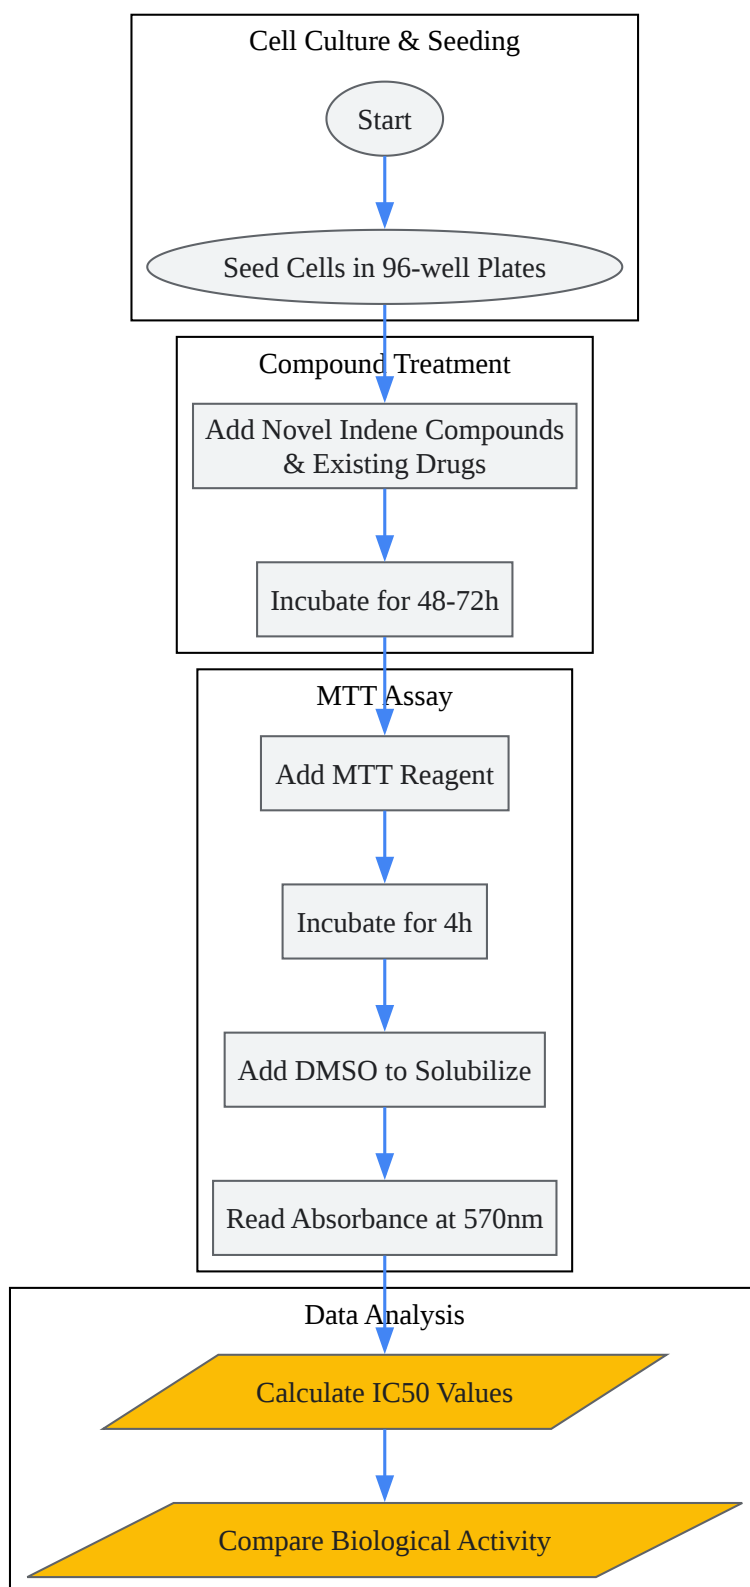 Cell Culture & Seeding
Start
Seed Cells in 96-well Plates
Compound Treatment
Add Novel Indene Compounds
& Existing Drugs
Incubate for 48-72h
MTT Assay
Add MTT Reagent
Incubate for 4h
Add DMSO to Solubilize
Read Absorbance at 570nm
Data Analysis
Calculate IC50 Values
Compare Biological Activity